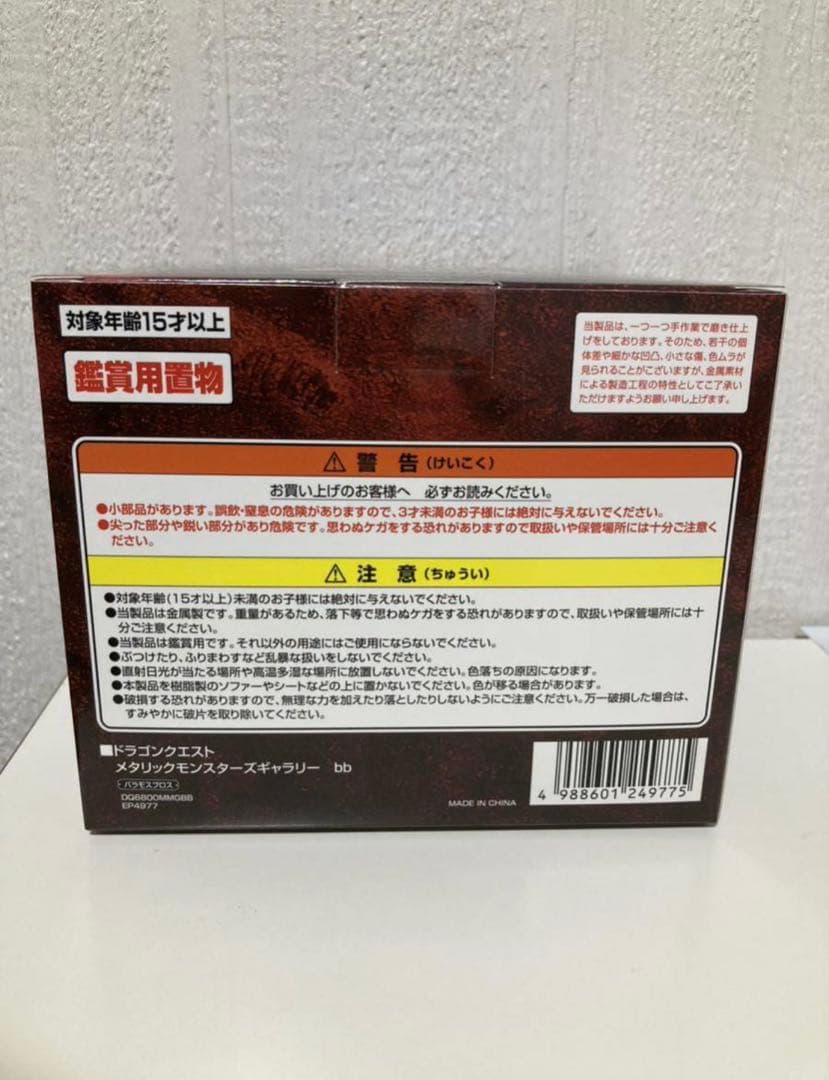 対象年齢15才以上
鑑賞用置物
当製品は、一つ一つ手作業で磨き仕上
げをしております。そのため、若干の個
体差や細かな凹凸、小さな傷、色ムラが
見られることがございますが、金属素材
による製造工程の特性としてご了承い
ただけますようお願い申し上げます。
⚠ 警 告 (けいこく)
お買い上げのお客様へ 必ずお読みください。
●小部品があります。誤飲・窒息の危険がありますので、3才未満のお子様には絶対に与えないでください。
●尖った部分や鋭い部分があり危険です。思わぬケガをする恐れがありますので取扱いや保管場所には十分ご注意く
ださい。
⚠ 注 意 (ちゅうい)
●対象年齢(15才以上)未満のお子様には絶対に与えないでください。
●当製品は金属製です。重量があるため、落下等で思わぬケガをする恐れがありますので、取扱いや保管場所には十
分ご注意ください。
●当製品は鑑賞用です。それ以外の用途にはご使用にならないでください。
●ぶつけたり、ふりまわすなど乱暴な扱いをしないでください。
●直射日光が当たる場所や高温多湿な場所に放置しないでください。色落ちの原因になります。
●本製品を樹脂製のソファーやシートなどの上に置かないでください。色が移る場合があります。
●破損する恐れがありますので、無理な力を加えたり落としたりしないようにご注意ください。万一破損した場合は、
すみやかに破片を取り除いてください。
■ドラゴンクエスト
メタリックモンスターズギャラリー bb
バラモスブロス
DQ6800MMGBB
EP4977
MADE IN CHINA
4 988601 249775